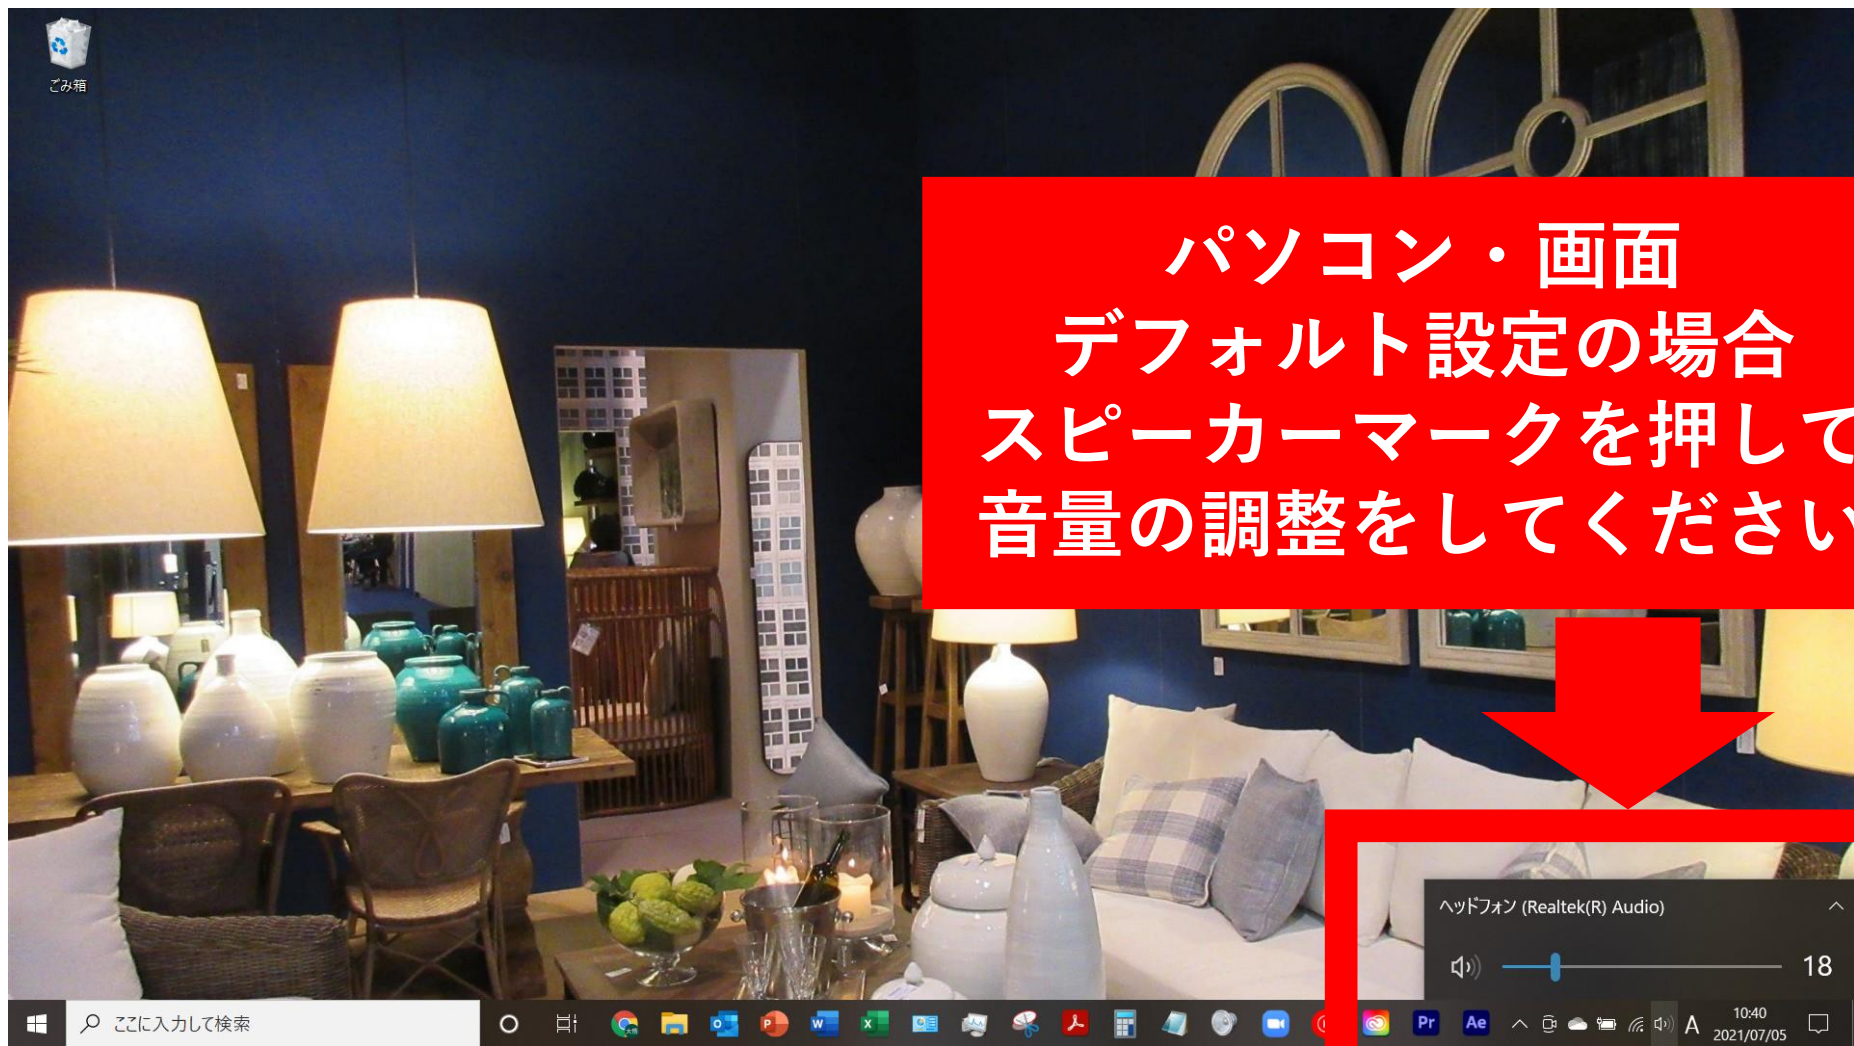 ごみ箱
パソコン・画面
デフォルト設定の場合
スピーカーマークを押して
音量の調整をしてください
ヘッドフォン (Realtek(R) Audio)
18
ここに入力して検索
Pr
Ae
A
10:40
2021/07/05